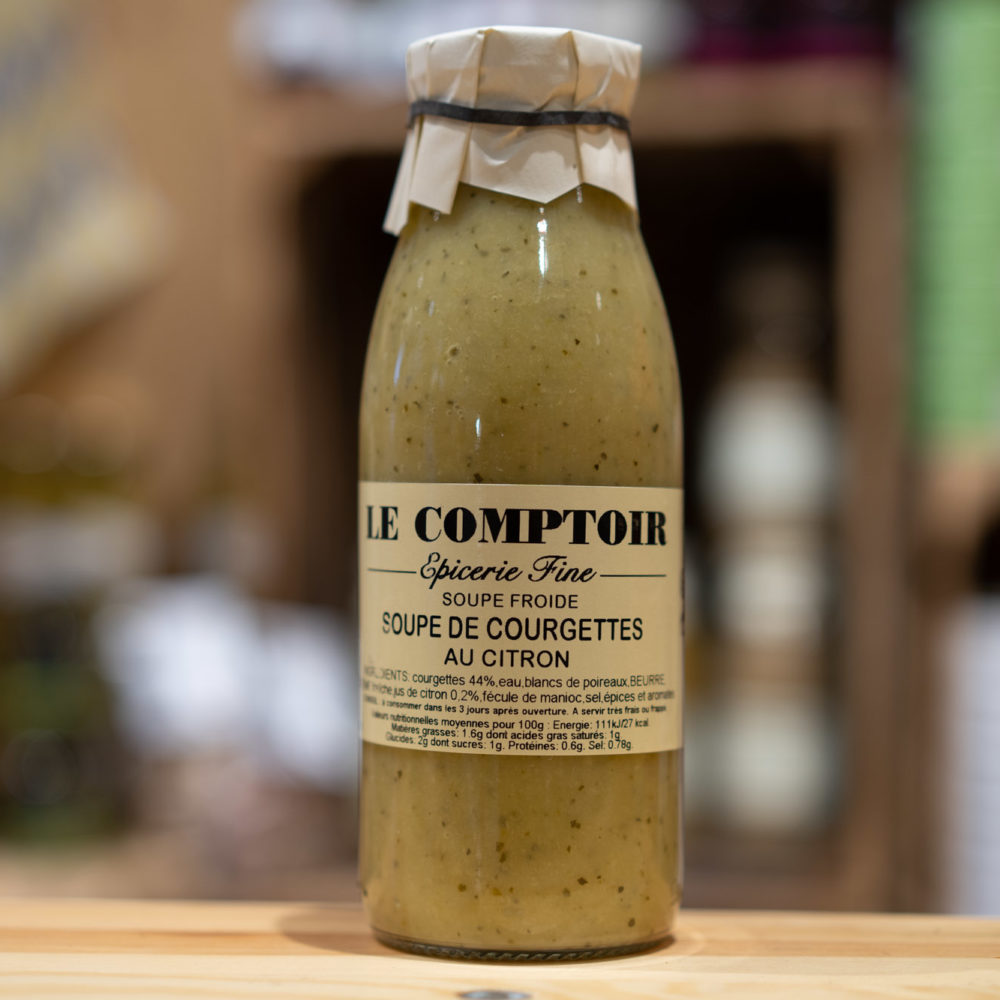 LE COMPTOIR
Epicerie Fine
SOUPE FROIDE
SOUPE DE COURGETTES
AU CITRON
courgettes 44%,eau,blancs de poireaux,BEURRE,
jus de citron 0,2%,fécule de manioc,sel,épices et aromates
à consommer dans les 3 jours après ouverture. A servir très frais ou frappé.
Valeurs nutritionnelles moyennes pour 100g : Energie: 111kJ/27 kcal.
Matières grasses: 1.6g dont acides gras saturés: 1g
Glucides: 2g dont sucres: 1g. Protéines: 0.6g. Sel: 0.78g.